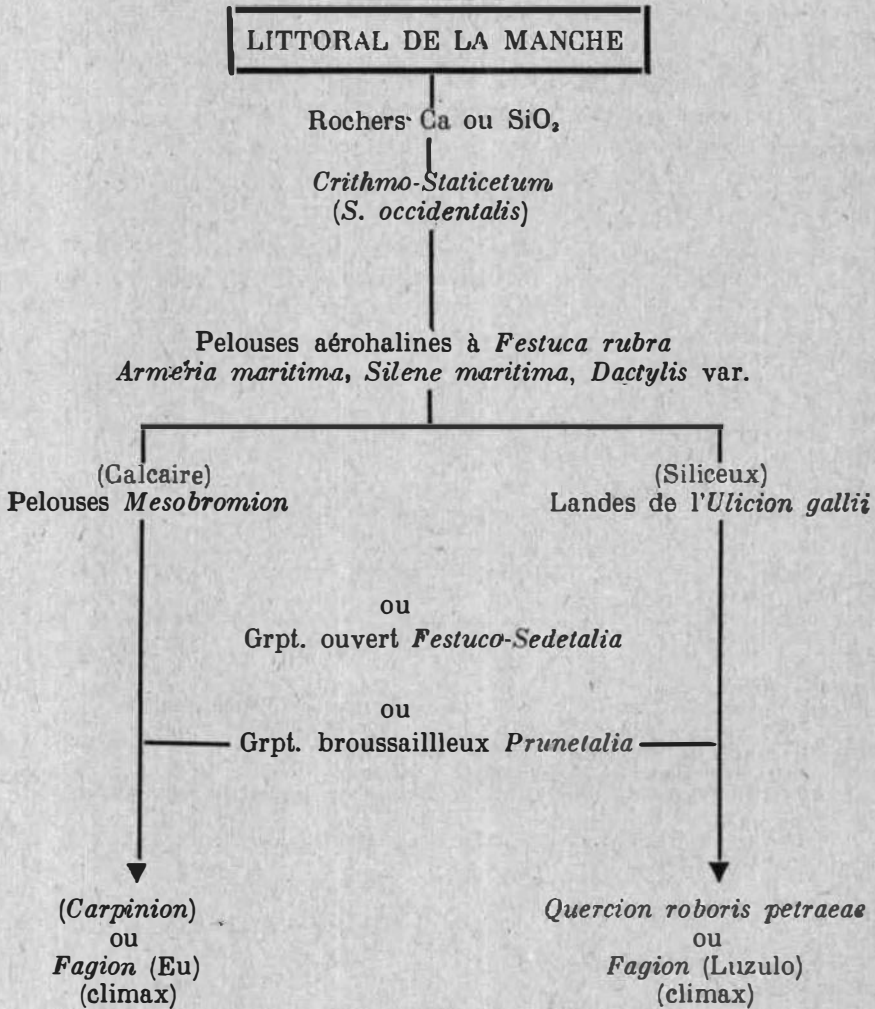 LITTORAL DE LA MANCHE
Rochers Ca ou SiO₂
Crithmo-Staticetum
(S. occidentalis)
Pelouses aérohalines à Festuca rubra
Armeria maritima, Silene maritima, Dactylis var.
(Calcaire)
Pelouses Mesobromion
(Siliceux)
Landes de l'Ulicion gallii
ou
Grpt. ouvert Festuco-Sedetalia
ou
Grpt. broussaillleux Prunetalia
(Carpinion)
ou
Fagion (Eu)
(climax)
Quercion roboris petraeae
ou
Fagion (Luzulo)
(climax)